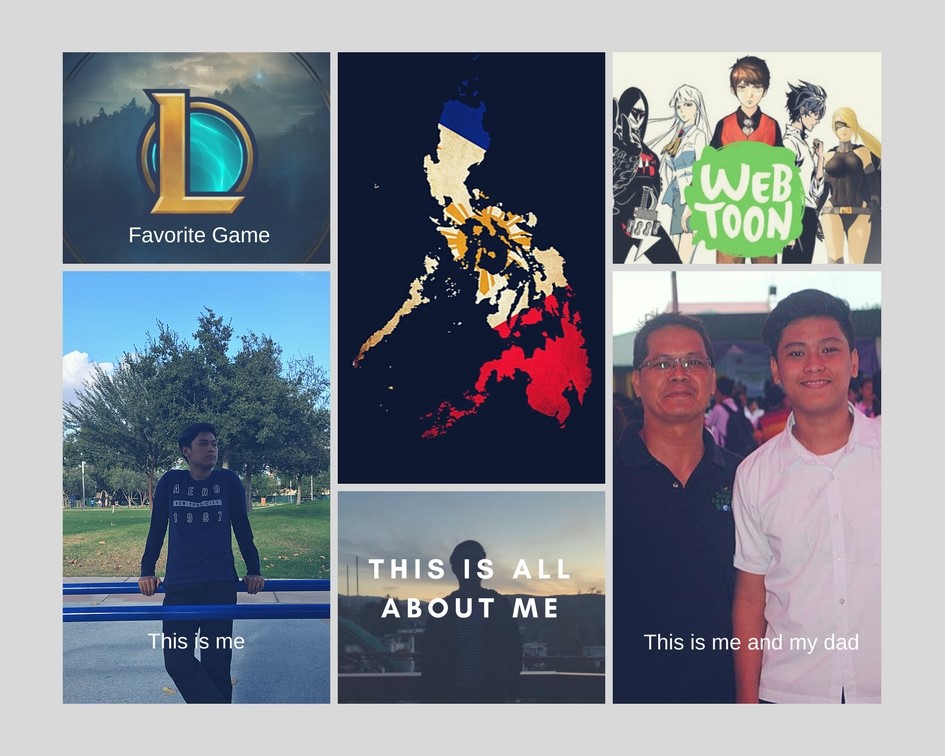 L
Favorite Game
WEB
TOON
AERO
NEW YORK CITY
1987
This is me
THIS IS ALL
ABOUT ME
This is me and my dad